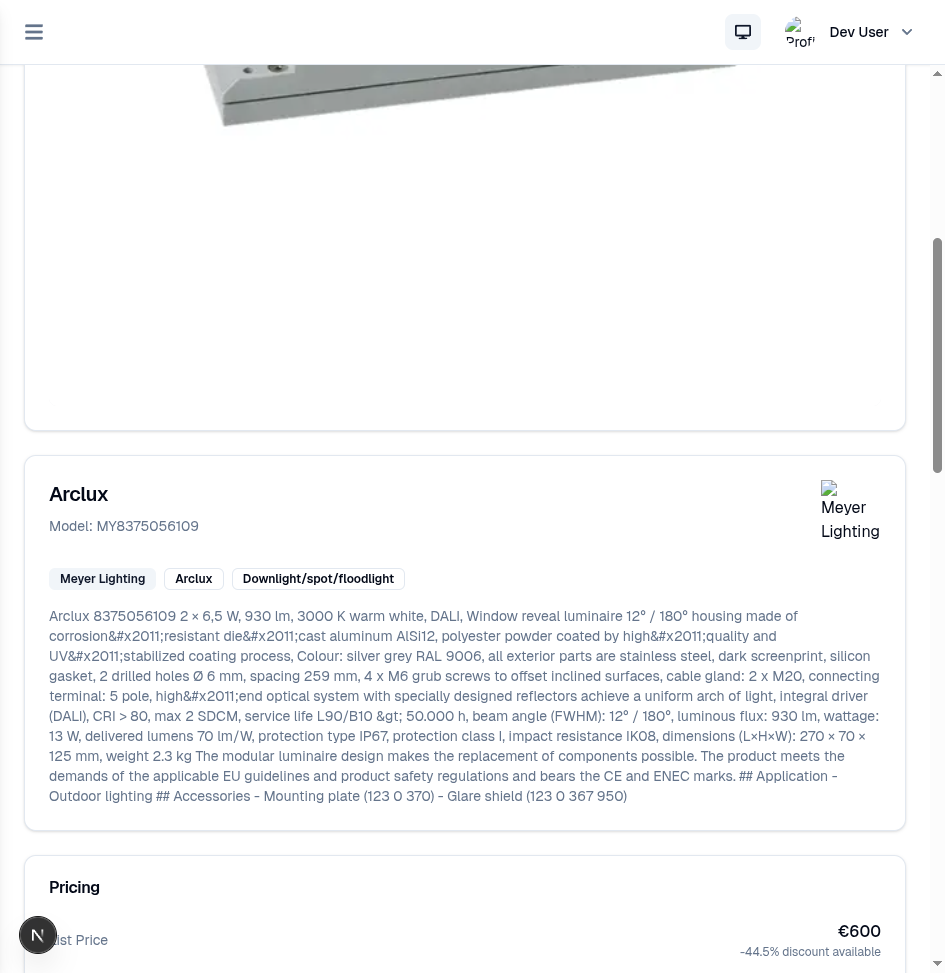 Profi
Dev User
Arclux
Meyer
Lighting
Model: MY8375056109
Meyer Lighting
Arclux
Downlight/spot/floodlight
Arclux 8375056109 2 × 6,5 W, 930 lm, 3000 K warm white, DALI, Window reveal luminaire 12° / 180° housing made of
corrosion&#x2011;resistant die&#x2011;cast aluminum AlSi12, polyester powder coated by high&#x2011;quality and
UV&#x2011;stabilized coating process, Colour: silver grey RAL 9006, all exterior parts are stainless steel, dark screenprint, silicon
gasket, 2 drilled holes Ø 6 mm, spacing 259 mm, 4 x M6 grub screws to offset inclined surfaces, cable gland: 2 x M20, connecting
terminal: 5 pole, high&#x2011;end optical system with specially designed reflectors achieve a uniform arch of light, integral driver
(DALI), CRI > 80, max 2 SDCM, service life L90/B10 &gt; 50.000 h, beam angle (FWHM): 12° / 180°, luminous flux: 930 lm, wattage:
13 W, delivered lumens 70 lm/W, protection type IP67, protection class I, impact resistance IK08, dimensions (L×H×W): 270 × 70 ×
125 mm, weight 2.3 kg The modular luminaire design makes the replacement of components possible. The product meets the
demands of the applicable EU guidelines and product safety regulations and bears the CE and ENEC marks. ## Application -
Outdoor lighting ## Accessories - Mounting plate (123 0 370) - Glare shield (123 0 367 950)
Pricing
€600
List Price
-44.5% discount available
N